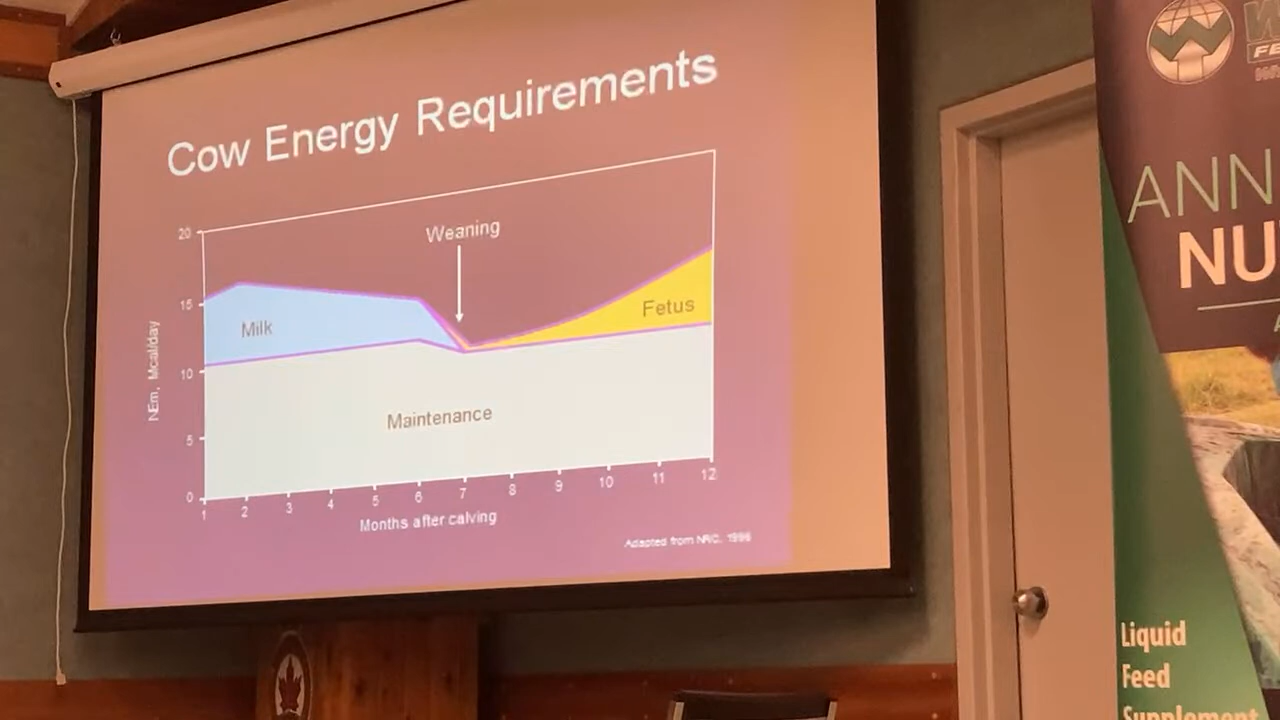 Cow Energy Requirements
20
15
10
5
0
NEm, Mcal/day
Weaning
Milk
Fetus
Maintenance
1 2 3 4 5 6 7 8 9 10 11 12
Months after calving
Adapted from NRC, 1996
ANN
NU
Liquid
Feed
Supplement